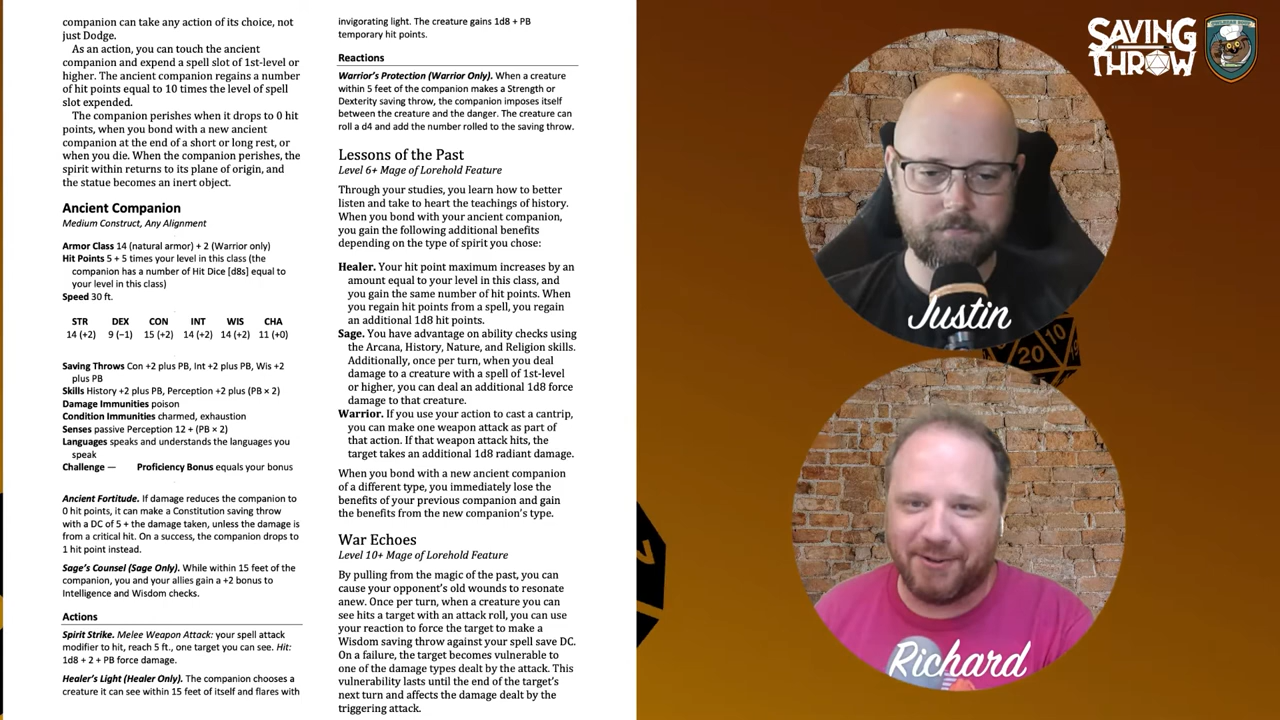 companion can take any action of its choice, not
just Dodge.
As an action, you can touch the ancient
companion and expend a spell slot of 1st-level or
higher. The ancient companion regains a number
of hit points equal to 10 times the level of spell
slot expended.
The companion perishes when it drops to 0 hit
points, when you bond with a new ancient
companion at the end of a short or long rest, or
when you die. When the companion perishes, the
spirit within returns to its plane of origin, and
the statue becomes an inert object.
Ancient Companion
Medium Construct, Any Alignment
Armor Class 14 (natural armor) + 2 (Warrior only)
Hit Points 5 + 5 times your level in this class (the
companion has a number of Hit Dice [d8s] equal to
your level in this class)
Speed 30 ft.
STR DEX CON INT WIS CHA
14 (+2) 9 (−1) 15 (+2) 14 (+2) 14 (+2) 11 (+0)
Saving Throws Con +2 plus PB, Int +2 plus PB, Wis +2
plus PB
Skills History +2 plus PB, Perception +2 plus (PB × 2)
Damage Immunities poison
Condition Immunities charmed, exhaustion
Senses passive Perception 12 + (PB × 2)
Languages speaks and understands the languages you
speak
Challenge — Proficiency Bonus equals your bonus
Ancient Fortitude. If damage reduces the companion to
0 hit points, it can make a Constitution saving throw
with a DC of 5 + the damage taken, unless the damage is
from a critical hit. On a success, the companion drops to
1 hit point instead.
Sage's Counsel (Sage Only). While within 15 feet of the
companion, you and your allies gain a +2 bonus to
Intelligence and Wisdom checks.
Actions
Spirit Strike. Melee Weapon Attack: your spell attack
modifier to hit, reach 5 ft., one target you can see. Hit:
1d8 + 2 + PB force damage.
Healer's Light (Healer Only). The companion chooses a
creature it can see within 15 feet of itself and flares with
invigorating light. The creature gains 1d8 + PB
temporary hit points.
Reactions
Warrior's Protection (Warrior Only). When a creature
within 5 feet of the companion makes a Strength or
Dexterity saving throw, the companion imposes itself
between the creature and the danger. The creature can
roll a d4 and add the number rolled to the saving throw.
Lessons of the Past
Level 6+ Mage of Lorehold Feature
Through your studies, you learn how to better
listen and take to heart the teachings of history.
When you bond with your ancient companion,
you gain the following additional benefits
depending on the type of spirit you chose:
Healer. Your hit point maximum increases by an
amount equal to your level in this class, and
you gain the same number of hit points. When
you regain hit points from a spell, you regain
an additional 1d8 hit points.
Sage. You have advantage on ability checks using
the Arcana, History, Nature, and Religion skills.
Additionally, once per turn, when you deal
damage to a creature with a spell of 1st-level
or higher, you can deal an additional 1d8 force
damage to that creature.
Warrior. If you use your action to cast a cantrip,
you can make one weapon attack as part of
that action. If that weapon attack hits, the
target takes an additional 1d8 radiant damage.
When you bond with a new ancient companion
of a different type, you immediately lose the
benefits of your previous companion and gain
the benefits from the new companion's type.
War Echoes
Level 10+ Mage of Lorehold Feature
By pulling from the magic of the past, you can
cause your opponent's old wounds to resonate
anew. Once per turn, when a creature you can
see hits a target with an attack roll, you can use
your reaction to force the target to make a
Wisdom saving throw against your spell save DC.
On a failure, the target becomes vulnerable to
one of the damage types dealt by the attack. This
vulnerability lasts until the end of the target's
next turn and affects the damage dealt by the
triggering attack.
SAVING
THROW
Justin
20
10
Richard